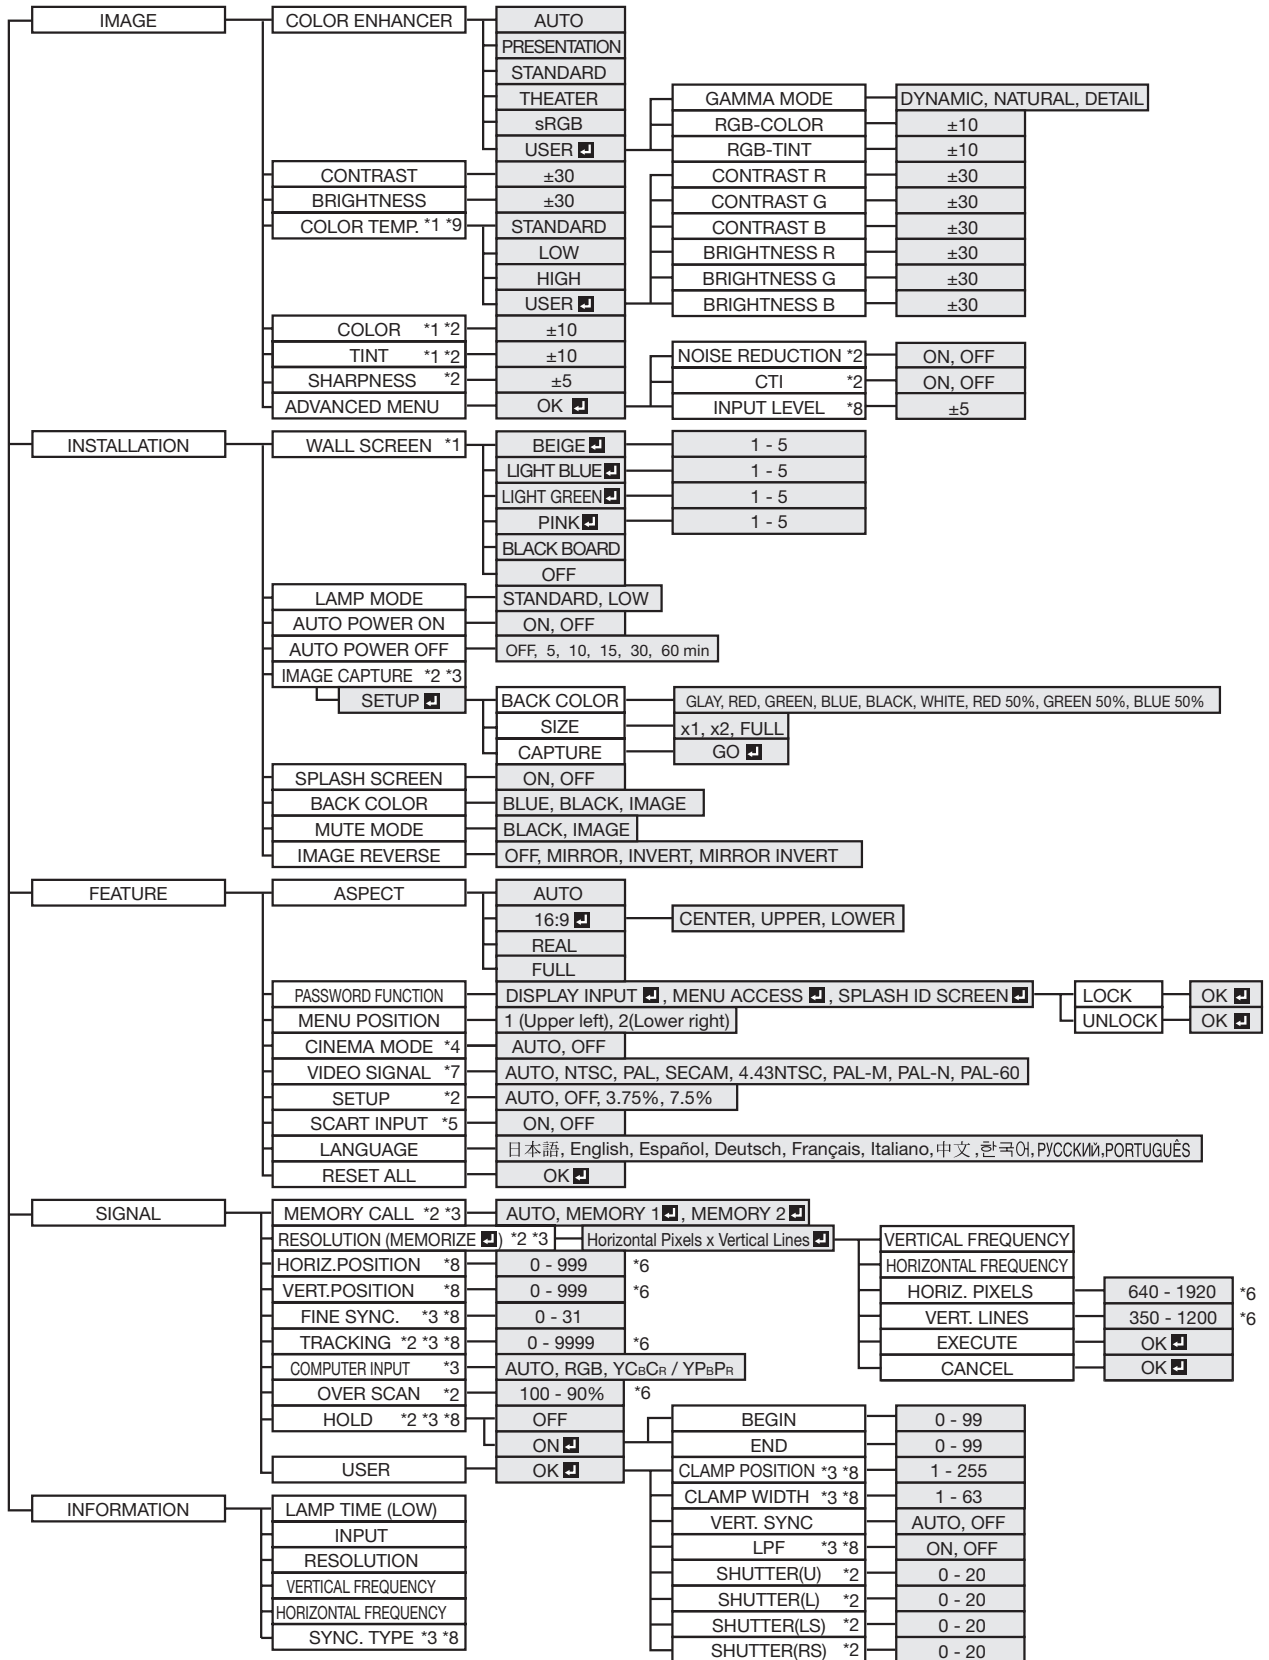 IMAGE COLOR ENHANCER AUTO
PRESENTATION
STANDARD
THEATER GAMMA MODE DYNAMIC, NATURAL, DETAIL
sRGB RGB-COLOR ±10
USER RGB-TINT ±10
CONTRAST ±30 CONTRAST R ±30
BRIGHTNESS ±30 CONTRAST G ±30
COLOR TEMP. *1 *9 STANDARD CONTRAST B ±30
LOW BRIGHTNESS R ±30
HIGH BRIGHTNESS G ±30
USER BRIGHTNESS B ±30
COLOR *1 *2 ±10
TINT *1 *2 ±10 NOISE REDUCTION *2 ON, OFF
SHARPNESS *2 ±5 CTI *2 ON, OFF
ADVANCED MENU OK INPUT LEVEL *8 ±5
INSTALLATION WALL SCREEN *1 BEIGE 1 - 5
LIGHT BLUE 1 - 5
LIGHT GREEN 1 - 5
PINK 1 - 5
BLACK BOARD
OFF
LAMP MODE STANDARD, LOW
AUTO POWER ON ON, OFF
AUTO POWER OFF OFF, 5, 10, 15, 30, 60 min
IMAGE CAPTURE *2 *3
SETUP BACK COLOR GLAY, RED, GREEN, BLUE, BLACK, WHITE, RED 50%, GREEN 50%, BLUE 50%
SIZE x1, x2, FULL
CAPTURE GO
SPLASH SCREEN ON, OFF
BACK COLOR BLUE, BLACK, IMAGE
MUTE MODE BLACK, IMAGE
IMAGE REVERSE OFF, MIRROR, INVERT, MIRROR INVERT
FEATURE ASPECT AUTO
16:9 CENTER, UPPER, LOWER
REAL
FULL
PASSWORD FUNCTION DISPLAY INPUT , MENU ACCESS , SPLASH ID SCREEN LOCK OK
MENU POSITION 1 (Upper left), 2(Lower right) UNLOCK OK
CINEMA MODE *4 AUTO, OFF
VIDEO SIGNAL *7 AUTO, NTSC, PAL, SECAM, 4.43NTSC, PAL-M, PAL-N, PAL-60
SETUP *2 AUTO, OFF, 3.75%, 7.5%
SCART INPUT *5 ON, OFF
LANGUAGE 日本語, English, Español, Deutsch, Français, Italiano, 中文 ,한국어, РУССКИЙ,PORTUGUÊS
RESET ALL OK
SIGNAL MEMORY CALL *2 *3 AUTO, MEMORY 1 , MEMORY 2
RESOLUTION (MEMORIZE ) *2 *3 Horizontal Pixels x Vertical Lines VERTICAL FREQUENCY
HORIZ.POSITION *8 0 - 999 *6 HORIZONTAL FREQUENCY
VERT.POSITION *8 0 - 999 *6 HORIZ. PIXELS 640 - 1920 *6
FINE SYNC. *3 *8 0 - 31 VERT. LINES 350 - 1200 *6
TRACKING *2 *3 *8 0 - 9999 *6 EXECUTE OK
COMPUTER INPUT *3 AUTO, RGB, YCBCR / YPBPR CANCEL OK
OVER SCAN *2 100 - 90% *6
HOLD *2 *3 *8 OFF BEGIN 0 - 99
ON END 0 - 99
USER OK CLAMP POSITION *3 *8 1 - 255
CLAMP WIDTH *3 *8 1 - 63
INFORMATION LAMP TIME (LOW) VERT. SYNC AUTO, OFF
INPUT LPF *3 *8 ON, OFF
RESOLUTION SHUTTER(U) *2 0 - 20
VERTICAL FREQUENCY SHUTTER(L) *2 0 - 20
HORIZONTAL FREQUENCY SHUTTER(LS) *2 0 - 20
SYNC. TYPE *3 *8 SHUTTER(RS) *2 0 - 20